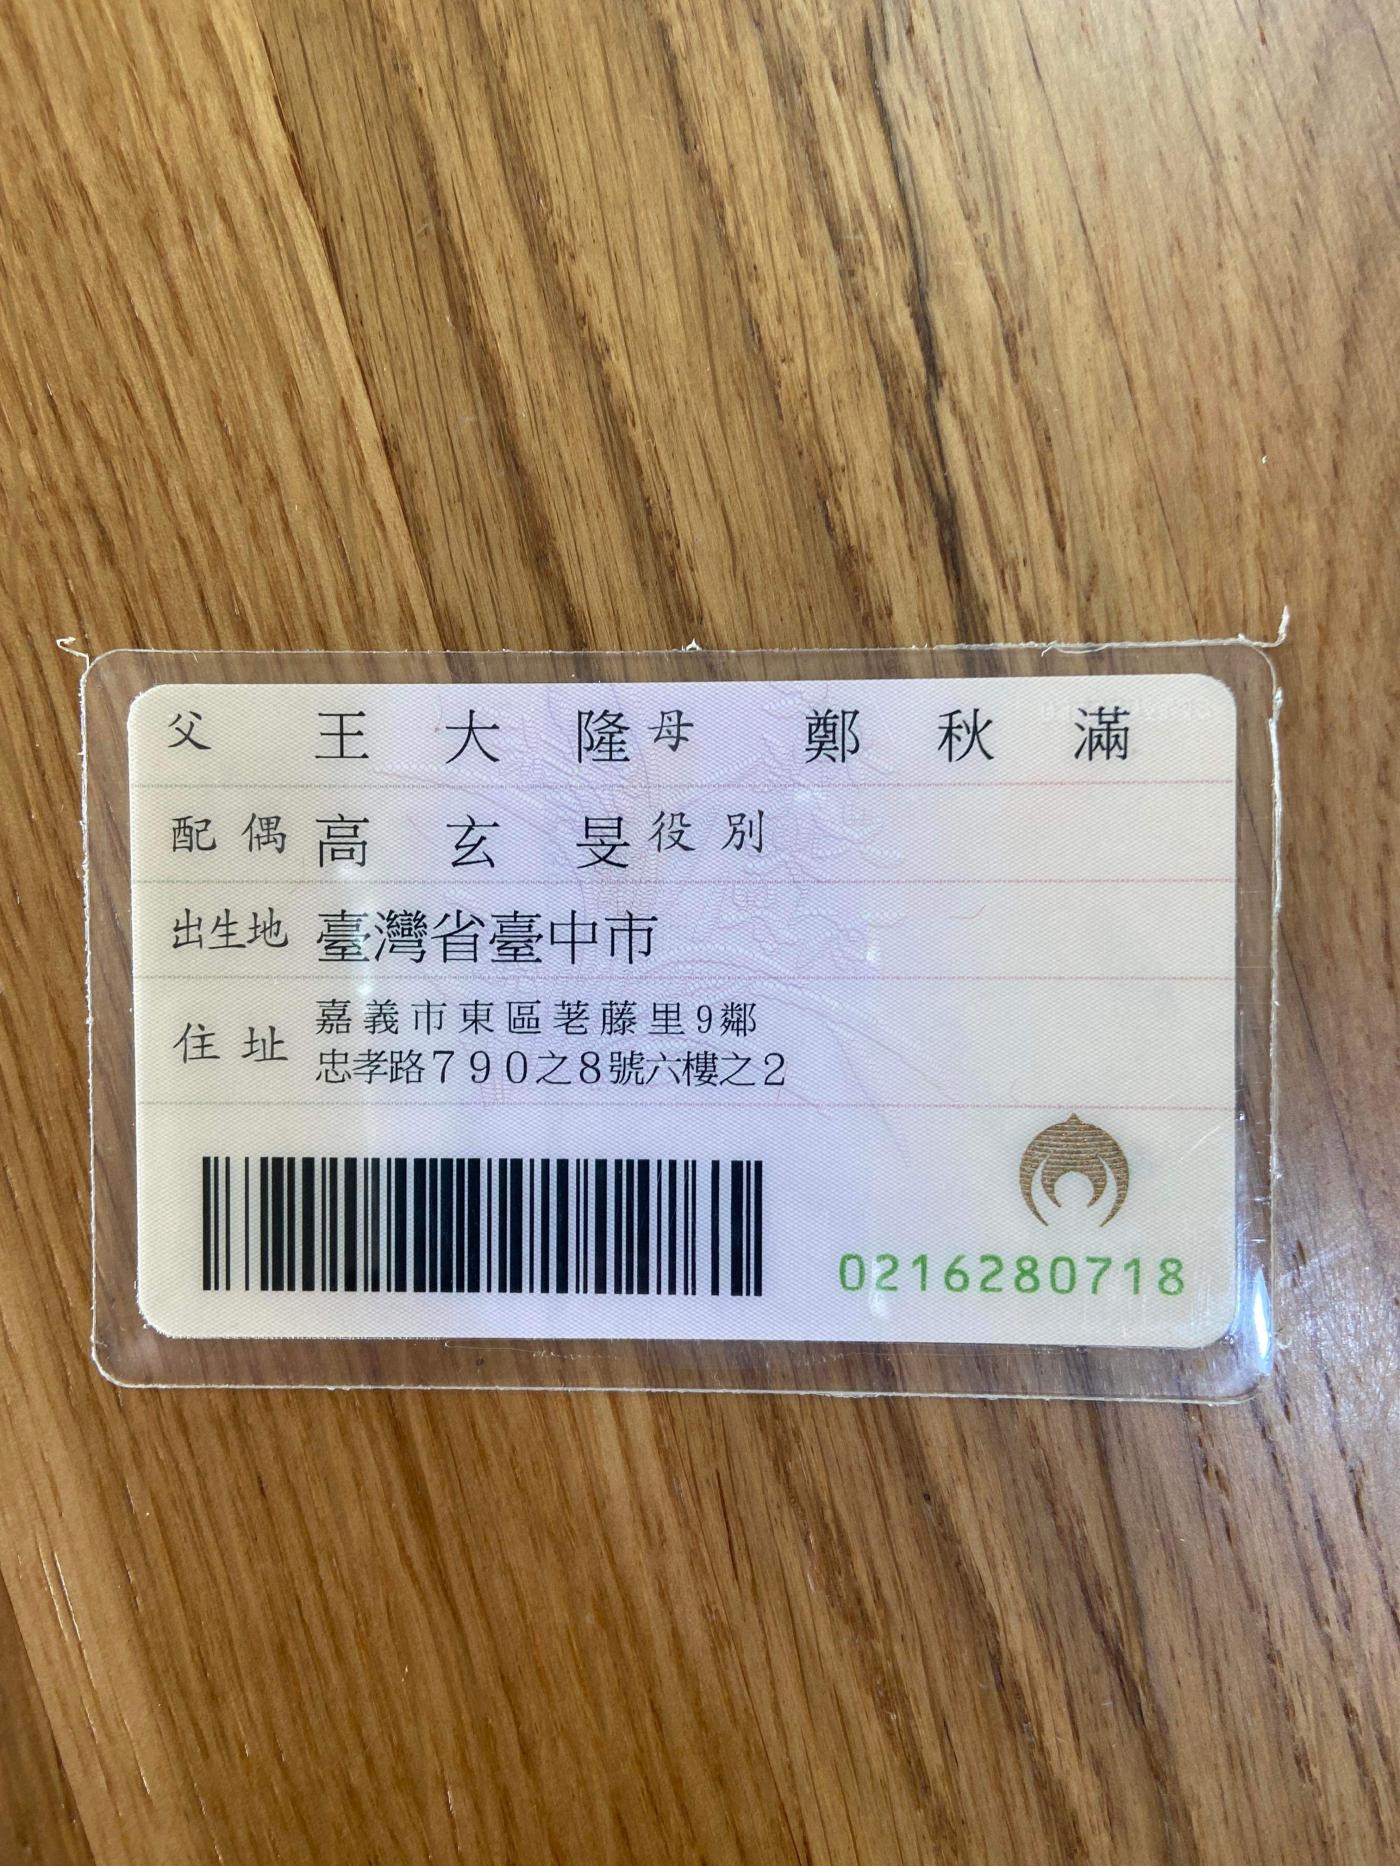 父 王大隆 母 鄭秋滿
配偶 高玄旻 役別
出生地 臺灣省臺中市
住址 嘉義市東區荖藤里9鄰
忠孝路790之8號六樓之2
0216280718